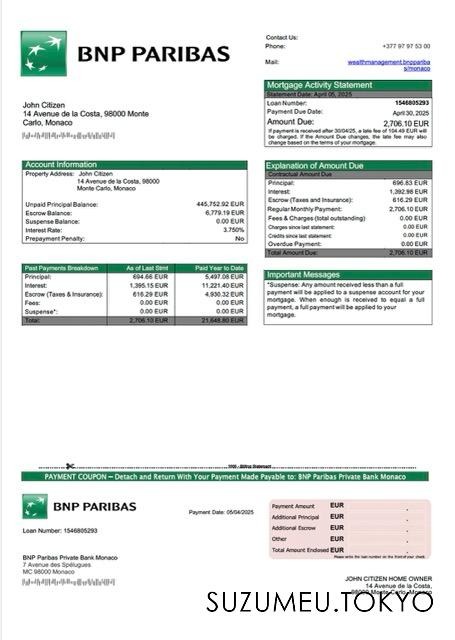 BNP PARIBAS
Contact Us:
Phone: +377 97 97 53 00
Mail: wealthmanagement.bnppariba
s/monaco
John Citizen
14 Avenue de la Costa, 98000 Monte
Carlo, Monaco
Mortgage Activity Statement
Statement Date: April 05, 2025
Loan Number: 1546805293
Payment Due Date: April 30, 2025
Amount Due: 2,706.10 EUR
If payment is received after 30/04/25, a late fee of 104.49 EUR will
be charged. If the Amount Due Changes, the late fee may also
change based on the terms of your mortgage.
Account Information
Property Address: John Citizen
14 Avenue de la Costa, 98000
Monte Carlo, Monaco
Unpaid Principal Balance: 445,752.92 EUR
Escrow Balance: 6,779.19 EUR
Suspense Balance: 0.00 EUR
Interest Rate: 3.750%
Prepayment Penalty: No
Explanation of Amount Due
Contractual Amount Due
Principal: 696.83 EUR
Interest: 1,392.98 EUR
Escrow (Taxes and Insurance): 616.29 EUR
Regular Monthly Payment: 2,706.10 EUR
Fees & Charges (total outstanding) 0.00 EUR
Charges since last statement: 0.00 EUR
Credits since last statement: 0.00 EUR
Overdue Payment: 0.00 EUR
Total Amount Due: 2,706.10 EUR
Past Payments Breakdown As of Last Stmt Paid Year to Date
Principal: 694.66 EUR 5,497.08 EUR
Interest: 1,395.15 EUR 11,221.40 EUR
Escrow (Taxes & Insurance): 616.29 EUR 4,930.32 EUR
Fees: 0.00 EUR 0.00 EUR
Suspense*: 0.00 EUR 0.00 EUR
Total: 2,706.10 EUR 21,648.80 EUR
Important Messages
*Suspense: Any amount received less than a full
payment will be applied to a suspense account for your
mortgage. When enough is received to equal a full
payment, a full payment will be applied to your
mortgage.
PAYMENT COUPON – Detach and Return With Your Payment Made Payable to: BNP Paribas Private Bank Monaco
BNP PARIBAS
Payment Date: 05/04/2025
Loan Number: 1546805293
Payment Amount EUR .
Additional Principal EUR .
Additional Escrow EUR .
Other EUR .
Total Amount Enclosed EUR .
Please write the loan number on the front of your check.
BNP Paribas Private Bank Monaco
7 Avenue des Spélugues
MC 98000 Monaco
JOHN CITIZEN HOME OWNER
14 Avenue de la Costa,
98000 Monte Carlo, Monaco
SUZUMEU.TOKYO